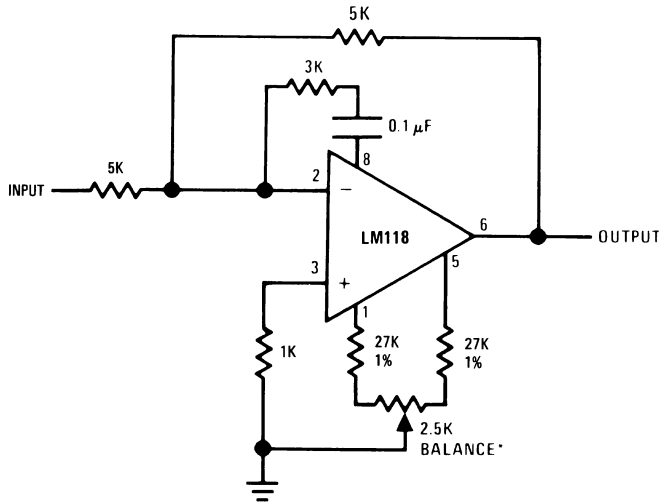 5K
3K
0.1 μF
8
5K
INPUT
2
−
LM118
6
OUTPUT
5
3
+
1
1K
27K
1%
27K
1%
2.5K
BALANCE*